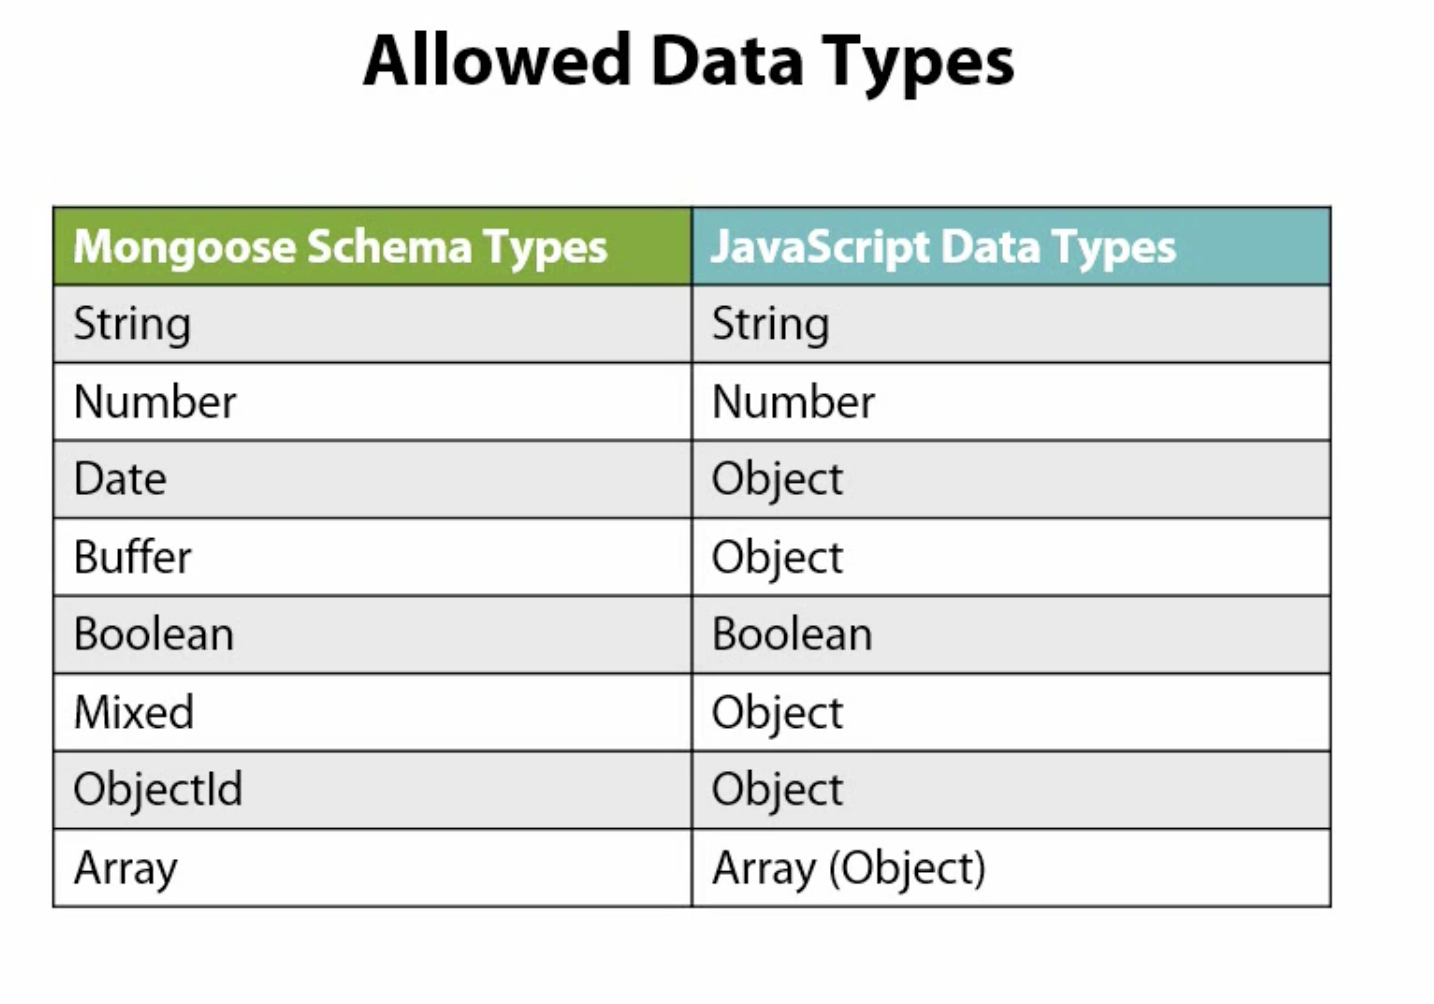 Allowed Data Types
Mongoose Schema Types JavaScript Data Types
String String
Number Number
Date Object
Buffer Object
Boolean Boolean
Mixed Object
ObjectId Object
Array Array (Object)